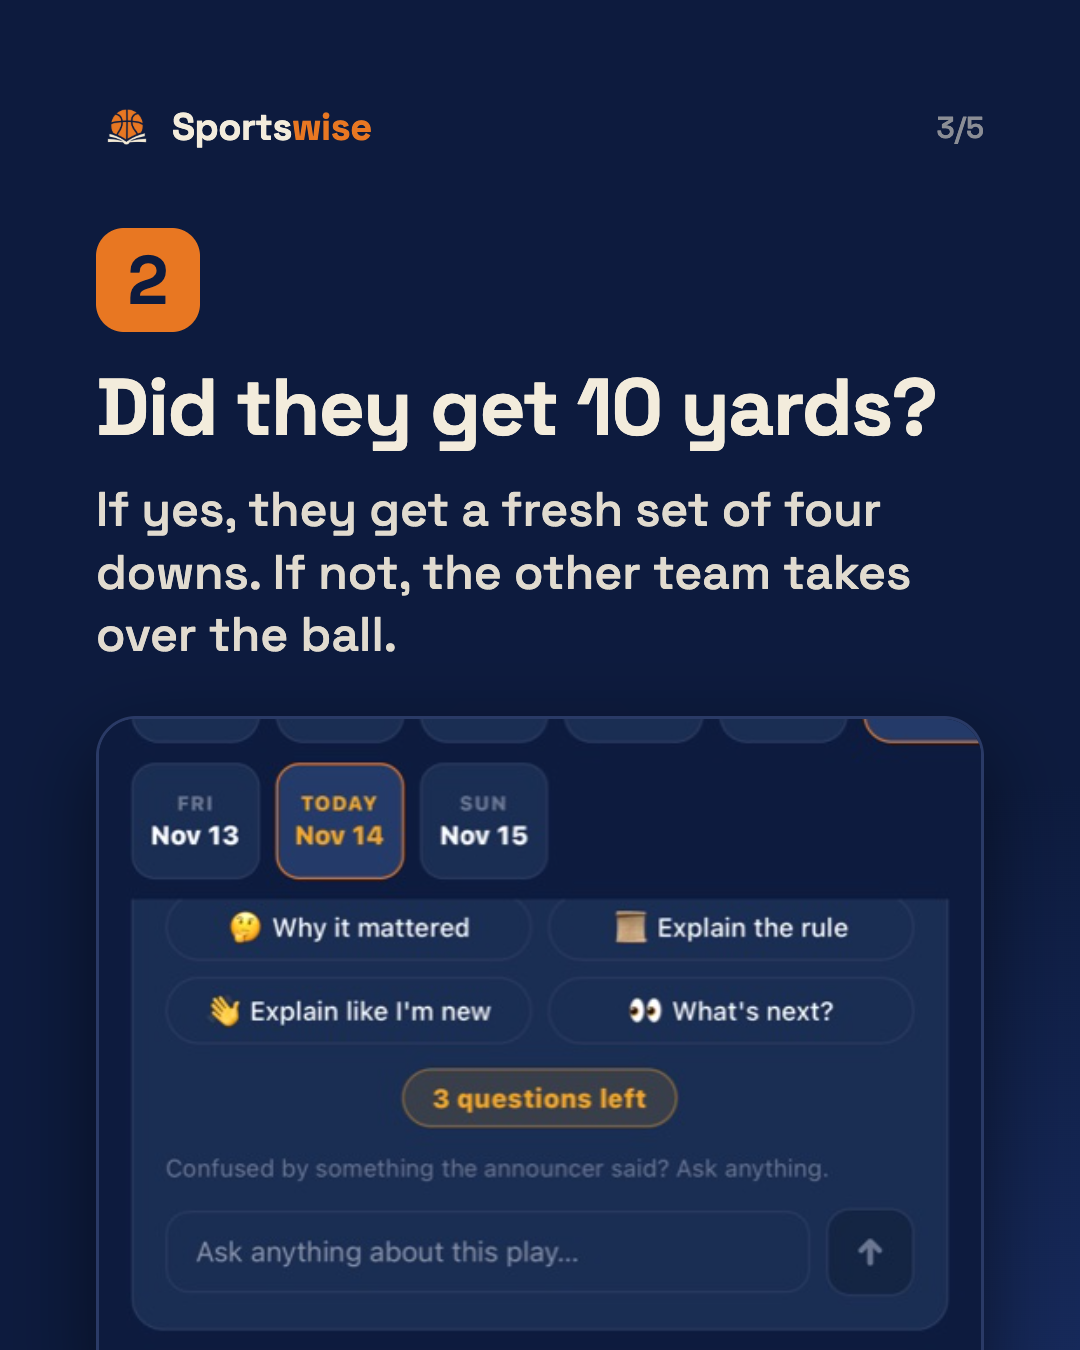 Sportswise
3/5
2
Did they get 10 yards?
If yes, they get a fresh set of four
downs. If not, the other team takes
over the ball.
FRI
Nov 13
TODAY
Nov 14
SUN
Nov 15
🤔 Why it mattered
📜 Explain the rule
👋 Explain like I'm new
👀 What's next?
3 questions left
Confused by something the announcer said? Ask anything.
Ask anything about this play...